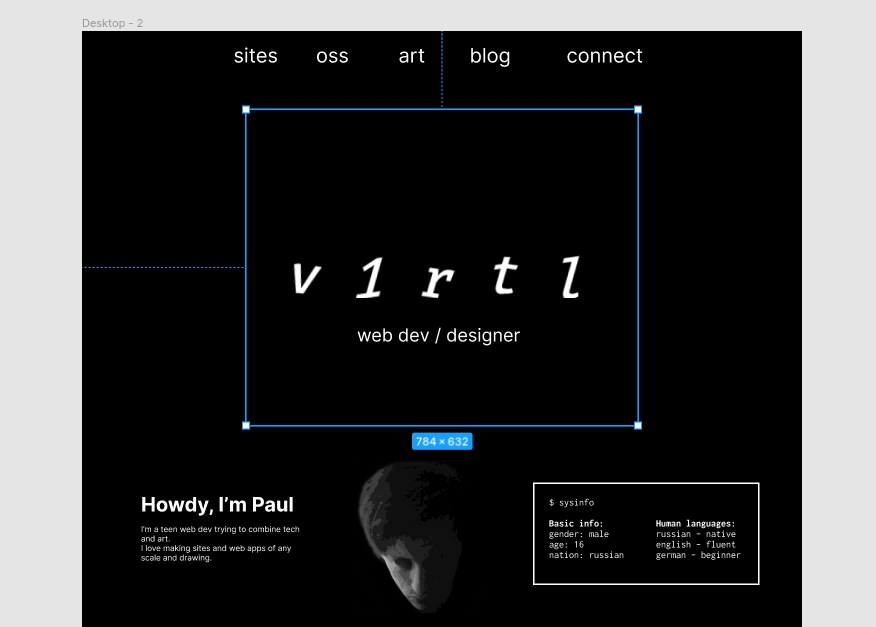 Desktop - 2
sites oss art blog connect
v 1 r t l
web dev / designer
784 × 632
Howdy, I’m Paul
I'm a teen web dev trying to combine tech
and art.
I love making sites and web apps of any
scale and drawing.
$ sysinfo
Basic info:
gender: male
age: 16
nation: russian
Human languages:
russian - native
english - fluent
german - beginner